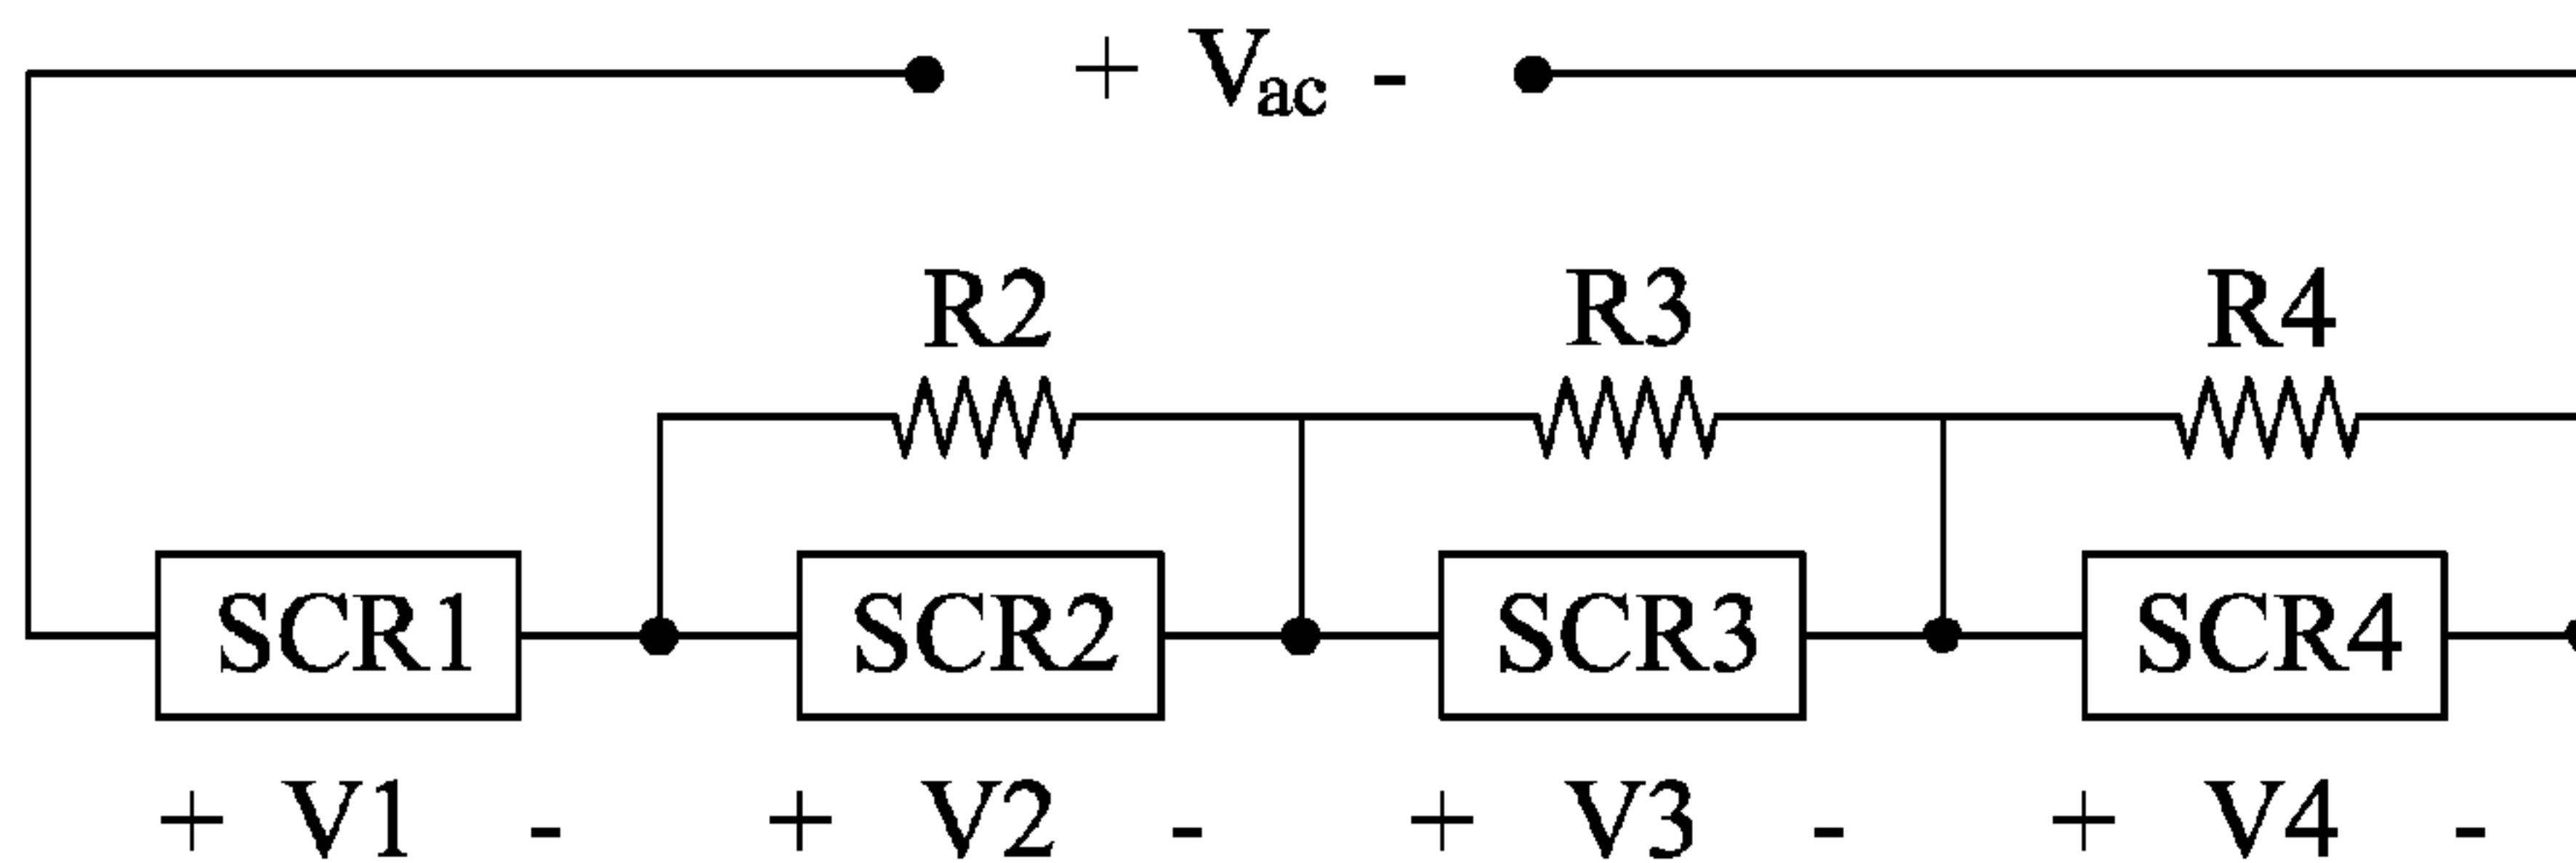 + Vac -
R2 R3 R4
SCR1 SCR2 SCR3 SCR4
+ V1 - + V2 - + V3 - + V4 -